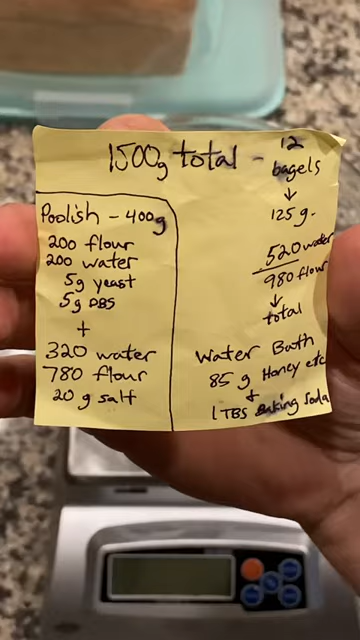 1500g total - 12
bagels
↓
125 g.
520 water
980 flour
↓
total
Poolish - 400g
200 flour
200 water
5g yeast
5g DBS
+
320 water
780 flour
20 g salt
Water Bath
85 g Honey etc
+
1 TBS Baking Soda